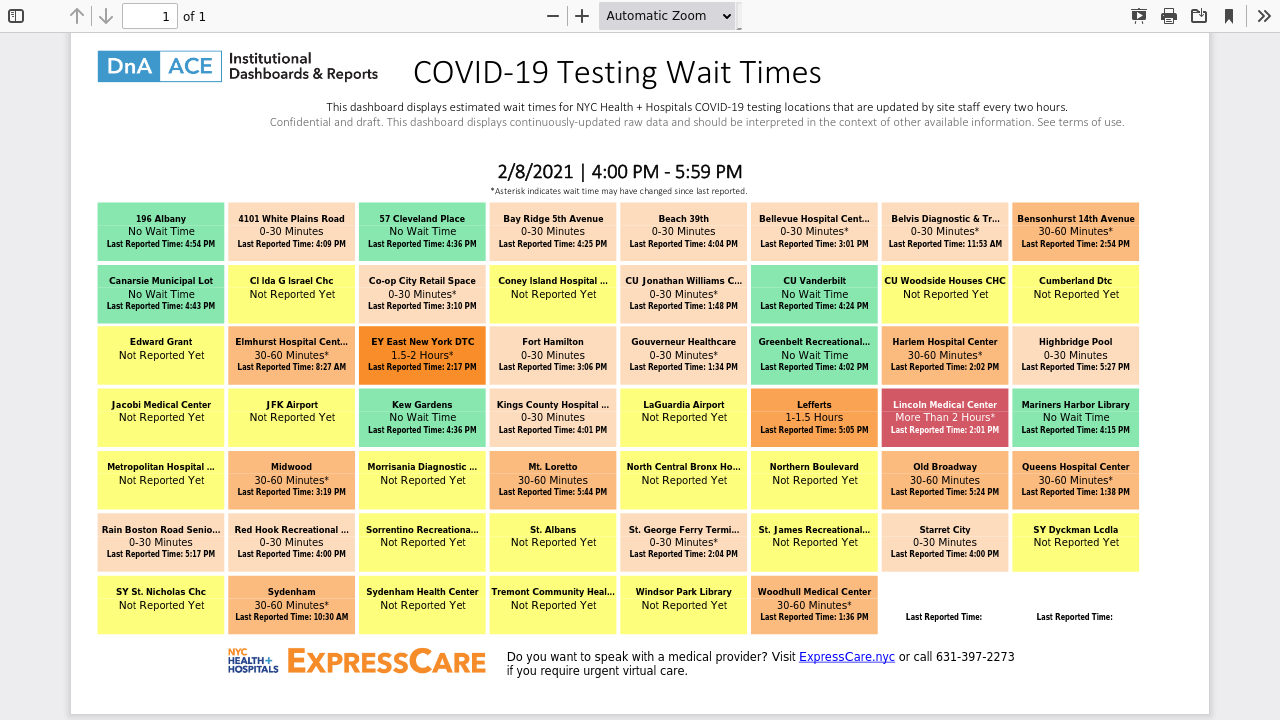 1 of 1
Automatic Zoom
DnA ACE Institutional Dashboards & Reports
COVID-19 Testing Wait Times
This dashboard displays estimated wait times for NYC Health + Hospitals COVID-19 testing locations that are updated by site staff every two hours.
Confidential and draft. This dashboard displays continuously-updated raw data and should be interpreted in the context of other available information. See terms of use.
2/8/2021 | 4:00 PM - 5:59 PM
*Asterisk indicates wait time may have changed since last reported.
196 Albany
No Wait Time
Last Reported Time: 4:54 PM
4101 White Plains Road
0-30 Minutes
Last Reported Time: 4:09 PM
57 Cleveland Place
No Wait Time
Last Reported Time: 4:36 PM
Bay Ridge 5th Avenue
0-30 Minutes
Last Reported Time: 4:25 PM
Beach 39th
0-30 Minutes
Last Reported Time: 4:04 PM
Bellevue Hospital Cent...
0-30 Minutes*
Last Reported Time: 3:01 PM
Belvis Diagnostic & Tr...
0-30 Minutes*
Last Reported Time: 11:53 AM
Bensonhurst 14th Avenue
30-60 Minutes*
Last Reported Time: 2:54 PM
Canarsie Municipal Lot
No Wait Time
Last Reported Time: 4:43 PM
Cl Ida G Israel Chc
Not Reported Yet
Co-op City Retail Space
0-30 Minutes*
Last Reported Time: 3:10 PM
Coney Island Hospital ...
Not Reported Yet
CU Jonathan Williams C...
0-30 Minutes*
Last Reported Time: 1:48 PM
CU Vanderbilt
No Wait Time
Last Reported Time: 4:24 PM
CU Woodside Houses CHC
Not Reported Yet
Cumberland Dtc
Not Reported Yet
Edward Grant
Not Reported Yet
Elmhurst Hospital Cent...
30-60 Minutes*
Last Reported Time: 8:27 AM
EY East New York DTC
1.5-2 Hours*
Last Reported Time: 2:17 PM
Fort Hamilton
0-30 Minutes
Last Reported Time: 3:06 PM
Gouverneur Healthcare
0-30 Minutes*
Last Reported Time: 1:34 PM
Greenbelt Recreational...
No Wait Time
Last Reported Time: 4:02 PM
Harlem Hospital Center
30-60 Minutes*
Last Reported Time: 2:02 PM
Highbridge Pool
0-30 Minutes
Last Reported Time: 5:27 PM
Jacobi Medical Center
Not Reported Yet
JFK Airport
Not Reported Yet
Kew Gardens
No Wait Time
Last Reported Time: 4:36 PM
Kings County Hospital ...
0-30 Minutes
Last Reported Time: 4:01 PM
LaGuardia Airport
Not Reported Yet
Lefferts
1-1.5 Hours
Last Reported Time: 5:05 PM
Lincoln Medical Center
More Than 2 Hours*
Last Reported Time: 2:01 PM
Mariners Harbor Library
No Wait Time
Last Reported Time: 4:15 PM
Metropolitan Hospital ...
Not Reported Yet
Midwood
30-60 Minutes*
Last Reported Time: 3:19 PM
Morrisania Diagnostic ...
Not Reported Yet
Mt. Loretto
30-60 Minutes
Last Reported Time: 5:44 PM
North Central Bronx Ho...
Not Reported Yet
Northern Boulevard
Not Reported Yet
Old Broadway
30-60 Minutes
Last Reported Time: 5:24 PM
Queens Hospital Center
30-60 Minutes*
Last Reported Time: 1:38 PM
Rain Boston Road Senio...
0-30 Minutes
Last Reported Time: 5:17 PM
Red Hook Recreational ...
0-30 Minutes
Last Reported Time: 4:00 PM
Sorrentino Recreationa...
Not Reported Yet
St. Albans
Not Reported Yet
St. George Ferry Termi...
0-30 Minutes*
Last Reported Time: 2:04 PM
St. James Recreational...
Not Reported Yet
Starret City
0-30 Minutes
Last Reported Time: 4:00 PM
SY Dyckman Lcdla
Not Reported Yet
SY St. Nicholas Chc
Not Reported Yet
Sydenham
30-60 Minutes*
Last Reported Time: 10:30 AM
Sydenham Health Center
Not Reported Yet
Tremont Community Heal...
Not Reported Yet
Windsor Park Library
Not Reported Yet
Woodhull Medical Center
30-60 Minutes*
Last Reported Time: 1:36 PM
Last Reported Time:
Last Reported Time:
NYC
HEALTH+
HOSPITALS
EXPRESSCARE
Do you want to speak with a medical provider? Visit ExpressCare.nyc or call 631-397-2273
if you require urgent virtual care.